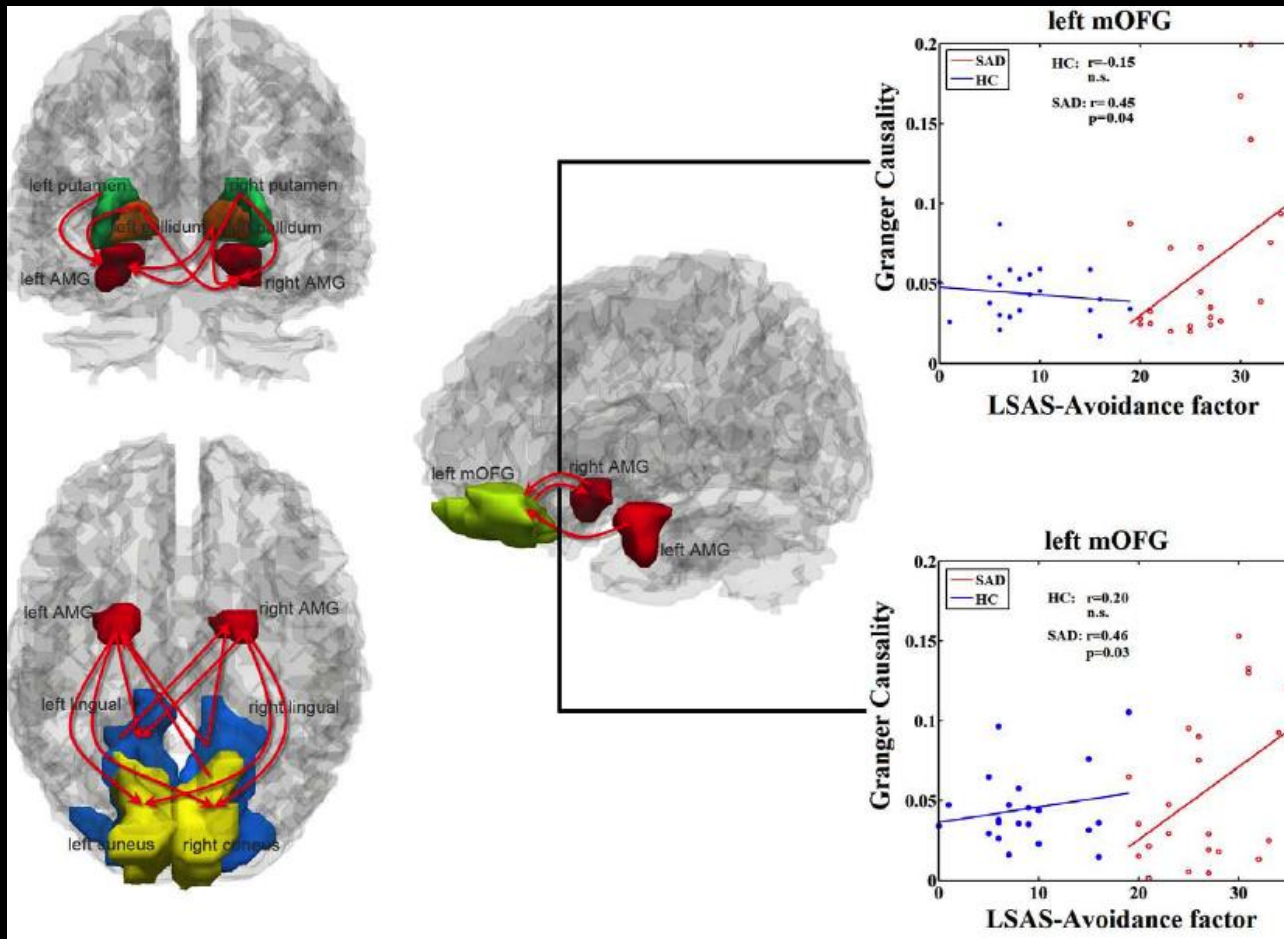 left putamen
right putamen
left pallidum
pallidum
left AMG
right AMG
left AMG
right AMG
left lingual
right lingual
left cuneus
right cuneus
left mOFG
right AMG
left AMG
left mOFG
0.2
0.15
0.1
0.05
0
SAD
HC
HC: r=-0.15
n.s.
SAD: r= 0.45
p=0.04
Granger Causality
0
10
20
30
LSAS-Avoidance factor
left mOFG
0.2
0.15
0.1
0.05
0
SAD
HC
HC: r=0.20
n.s.
SAD: r=0.46
p=0.03
Granger Causality
0
10
20
30
LSAS-Avoidance factor